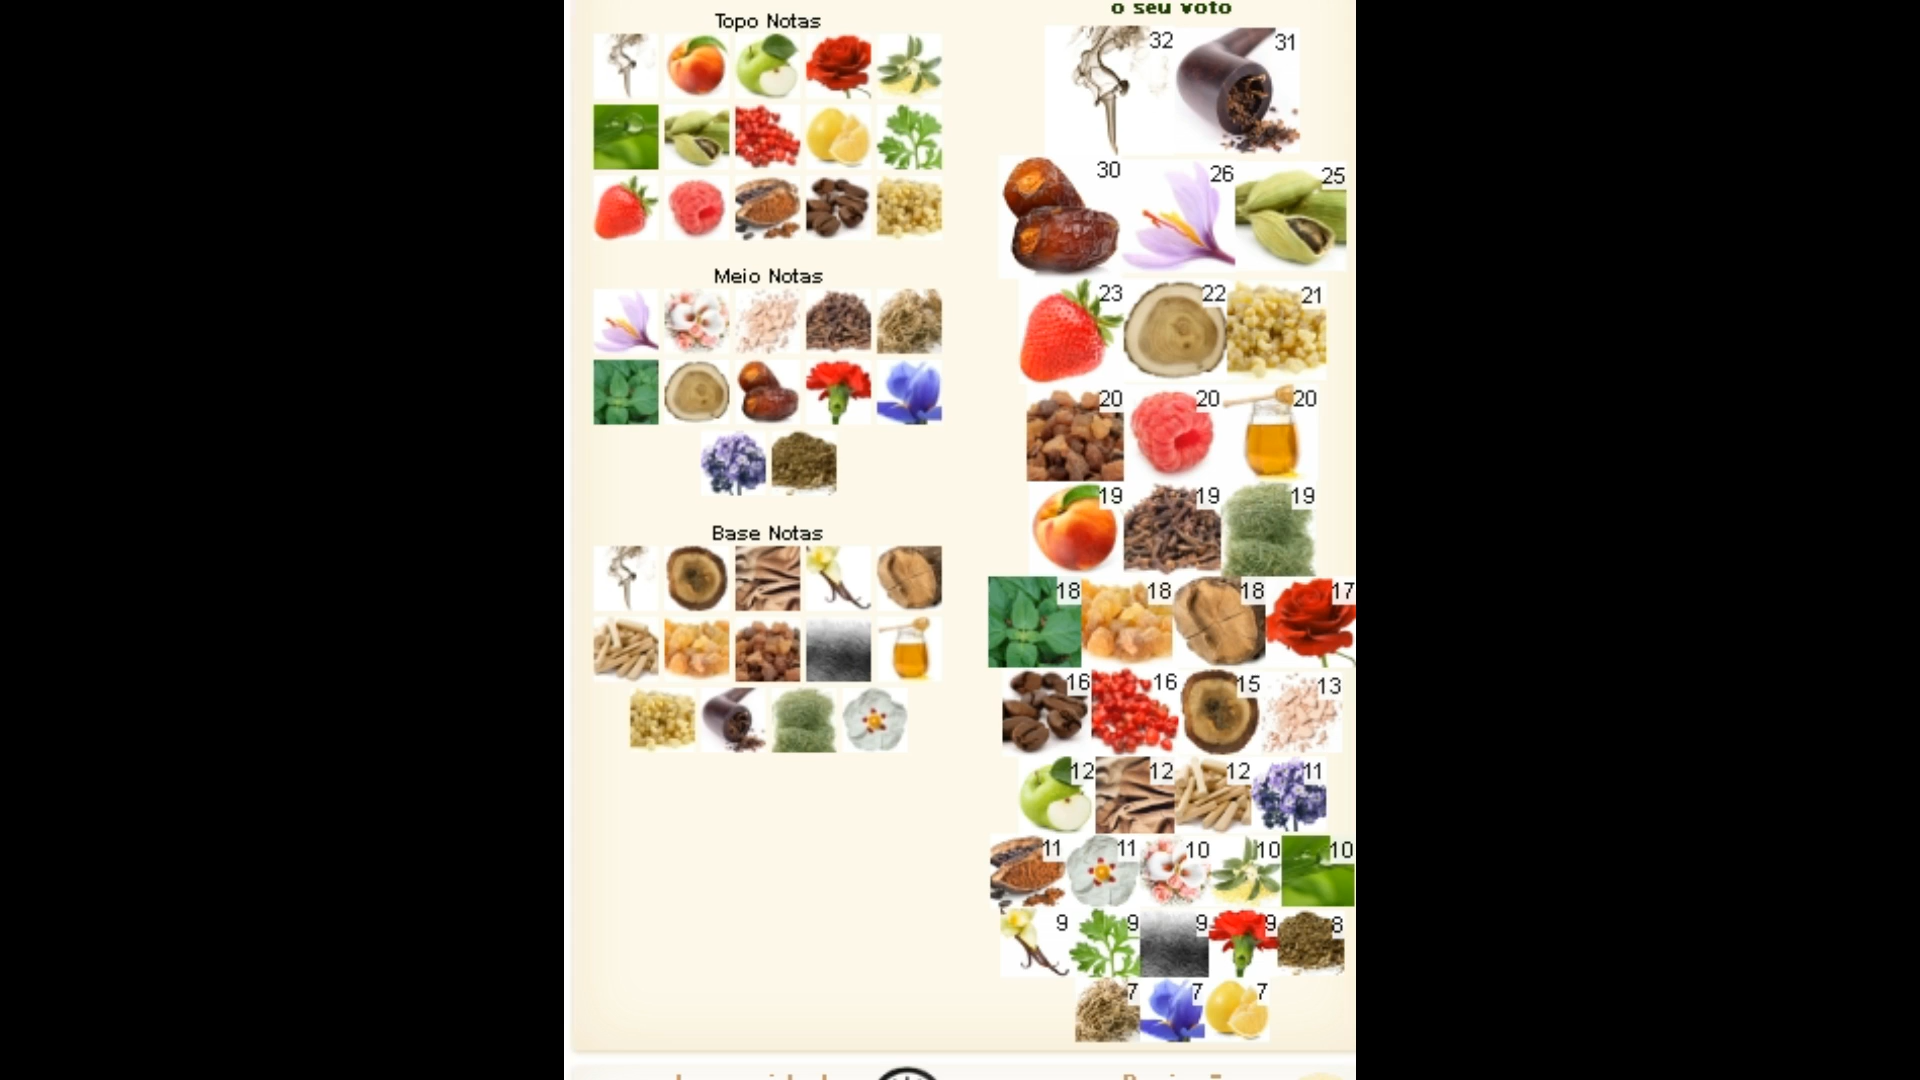 o seu voto
Topo Notas
32 31
30 26 25
23 22 21
Meio Notas
20 20 20
19 19 19
Base Notas
18 18 18 17
16 16 15 13
12 12 12 11
11 11 10 10 10
9 9 9 9 8
7 7 7